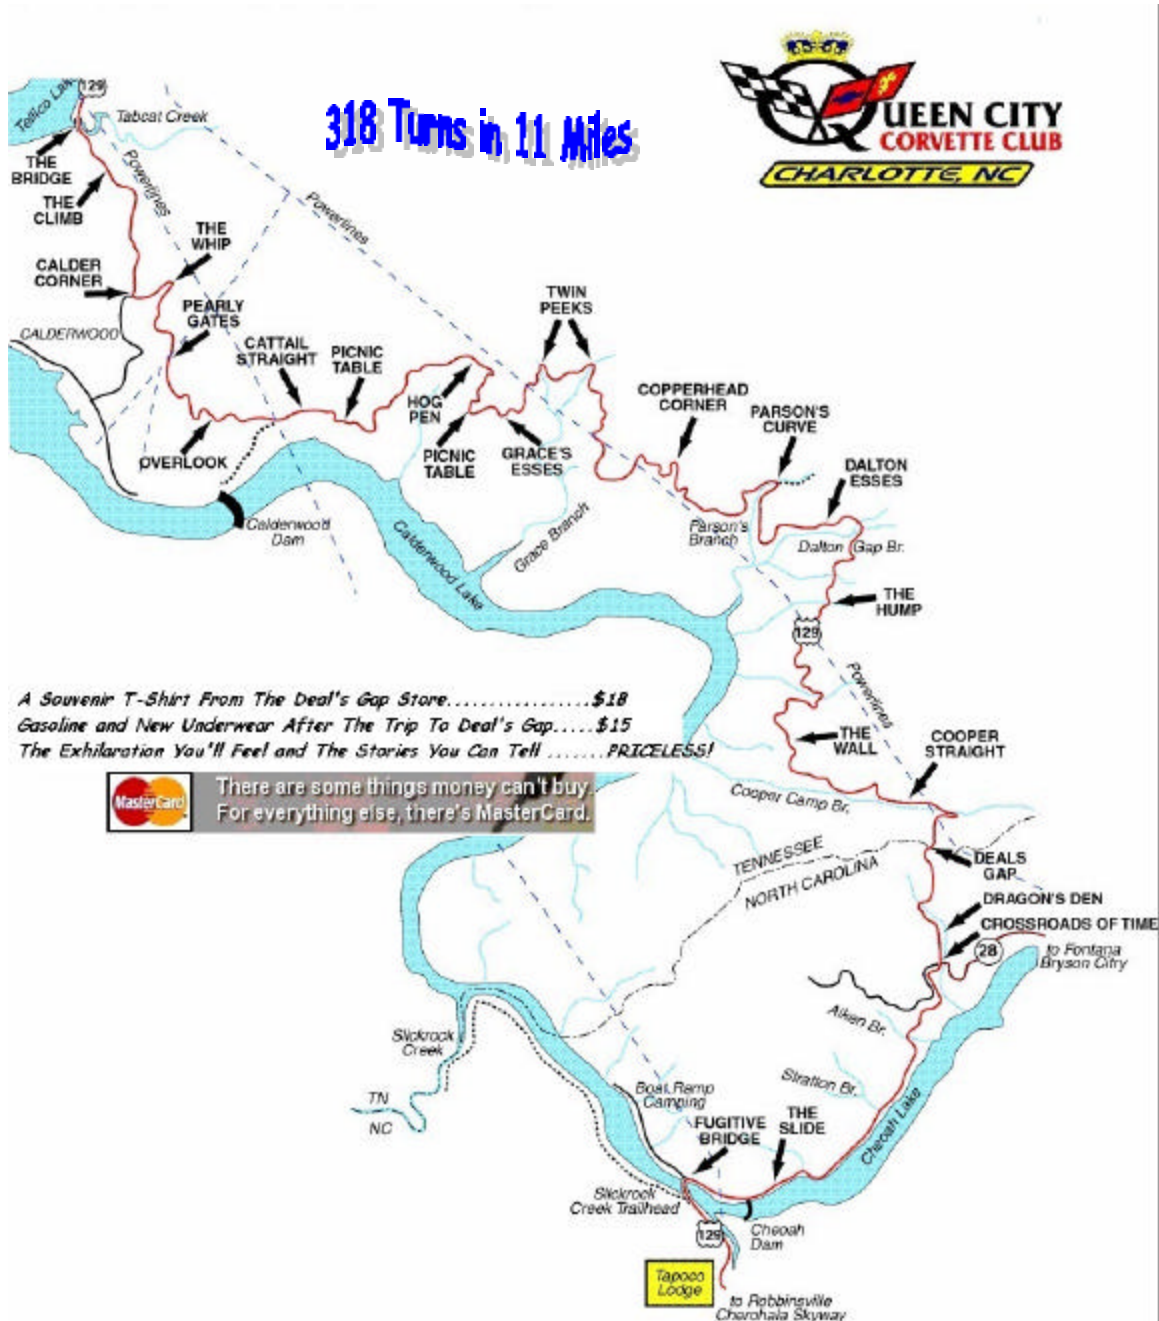 129
Tellico Lake
Tabcat Creek
318 Turns in 11 Miles
QUEEN CITY
CORVETTE CLUB
CHARLOTTE, NC
THE
BRIDGE
THE
CLIMB
Powerlines
Powerlines
THE
WHIP
CALDER
CORNER
PEARLY
GATES
CALDERWOOD
CATTAIL
STRAIGHT
PICNIC
TABLE
TWIN
PEEKS
HOG
PEN
COPPERHEAD
CORNER
PARSON'S
CURVE
OVERLOOK
PICNIC
TABLE
GRACE'S
ESSES
DALTON
ESSES
Calderwood
Dam
Calderwood Lake
Grace Branch
Parson's
Branch
Dalton Gap Br.
THE
HUMP
129
Powerlines
A Souvenir T-Shirt From The Deal's Gap Store.................$18
Gasoline and New Underwear After The Trip To Deal's Gap.....$15
The Exhilaration You'll Feel and The Stories You Can Tell .......PRICELESS!
THE
WALL
COOPER
STRAIGHT
MasterCard
There are some things money can't buy.
For everything else, there's MasterCard.
Cooper Camp Br.
TENNESSEE
NORTH CAROLINA
DEALS
GAP
DRAGON'S DEN
CROSSROADS OF TIME
28
to Fontana
Bryson Citry
Aiken Br.
Slickrock
Creek
TN
NC
Stratton Br.
Boat Ramp
Camping
FUGITIVE
BRIDGE
THE
SLIDE
Cheoah Lake
Slickrock
Creek Trailhead
129
Cheoah
Dam
Tapoco
Lodge
to Robbinsville
Cherohala Skyway